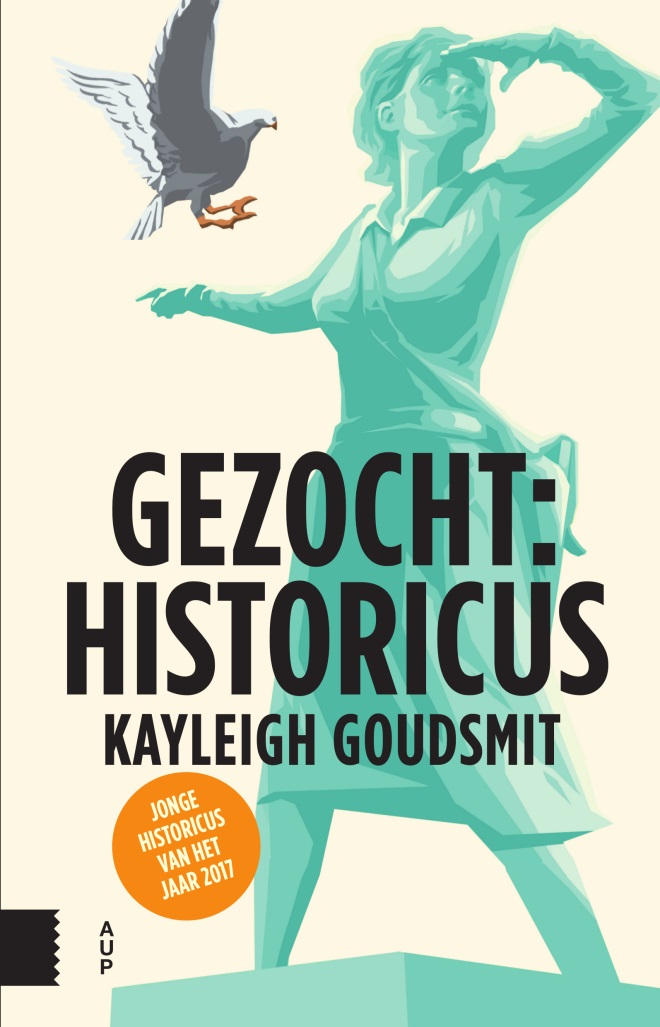 GEZOCHT:
HISTORICUS
KAYLEIGH GOUDSMIT
JONGE
HISTORICUS
VAN HET
JAAR 2017
A
U
P